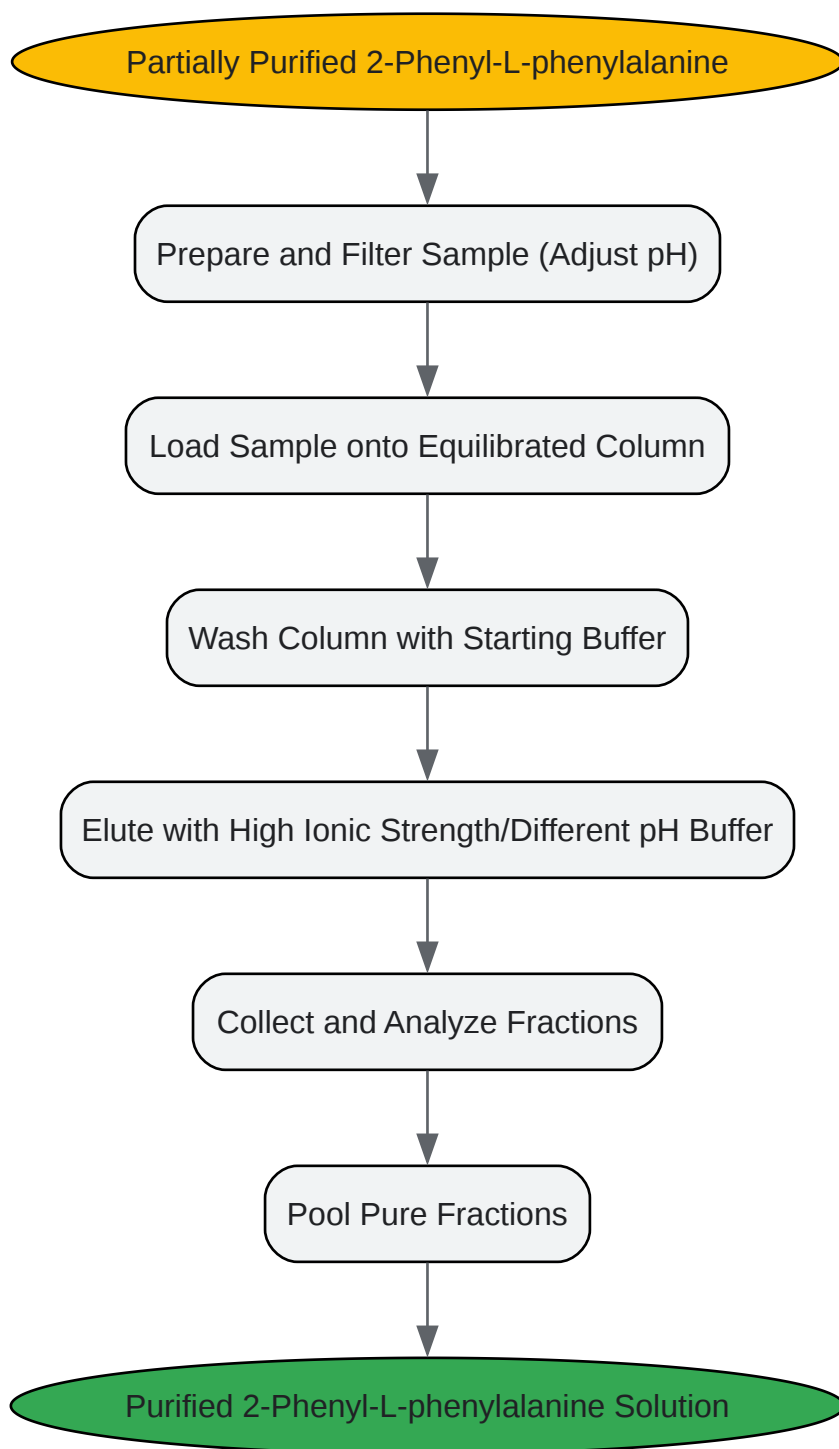 Partially Purified 2-Phenyl-L-phenylalanine
Prepare and Filter Sample (Adjust pH)
Load Sample onto Equilibrated Column
Wash Column with Starting Buffer
Elute with High Ionic Strength/Different pH Buffer
Collect and Analyze Fractions
Pool Pure Fractions
Purified 2-Phenyl-L-phenylalanine Solution